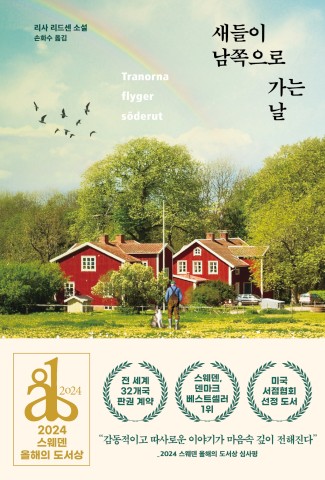 리사 리드센 소설
손화수 옮김
새들이
남쪽으로
가는
날
Tranorna
flyger
söderut
2024
2024
스웨덴
올해의 도서상
전 세계
32개국
판권 계약
스웨덴,
덴마크
베스트셀러
1위
미국
서점협회
선정 도서
“감동적이고 따사로운 이야기가 마음속 깊이 전해진다”
_2024 스웨덴 올해의 도서상 심사평